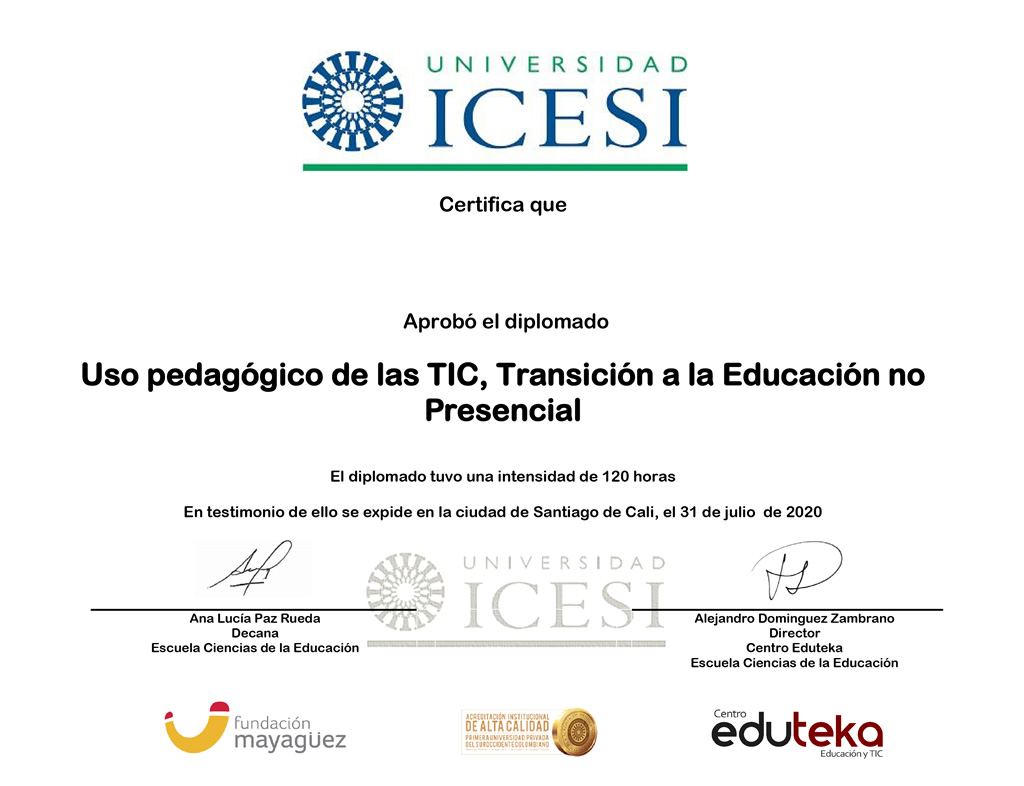 UNIVERSIDAD
ICESI
Certifica que
Aprobó el diplomado
Uso pedagógico de las TIC, Transición a la Educación no
Presencial
El diplomado tuvo una intensidad de 120 horas
En testimonio de ello se expide en la ciudad de Santiago de Cali, el 31 de julio de 2020
UNIVERSIDAD
ICESI
Ana Lucía Paz Rueda
Decana
Escuela Ciencias de la Educación
Alejandro Dominguez Zambrano
Director
Centro Eduteka
Escuela Ciencias de la Educación
fundación
mayagüez
ACREDITACIÓN INSTITUCIONAL
DE ALTA CALIDAD
PRIMERA UNIVERSIDAD PRIVADA
DEL SUROCCIDENTE COLOMBIANO
Centro
eduteka
Educación y TIC